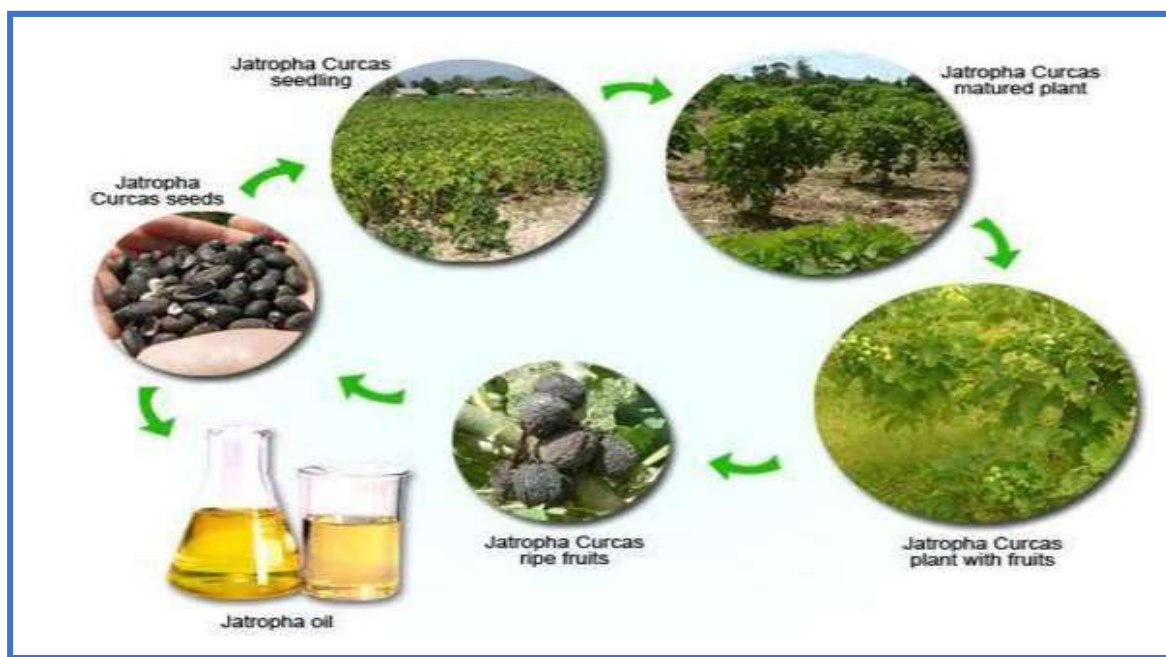 Jatropha Curcas
seedling
Jatropha Curcas
matured plant
Jatropha
Curcas seeds
Jatropha Curcas
ripe fruits
Jatropha Curcas
plant with fruits
Jatropha oil